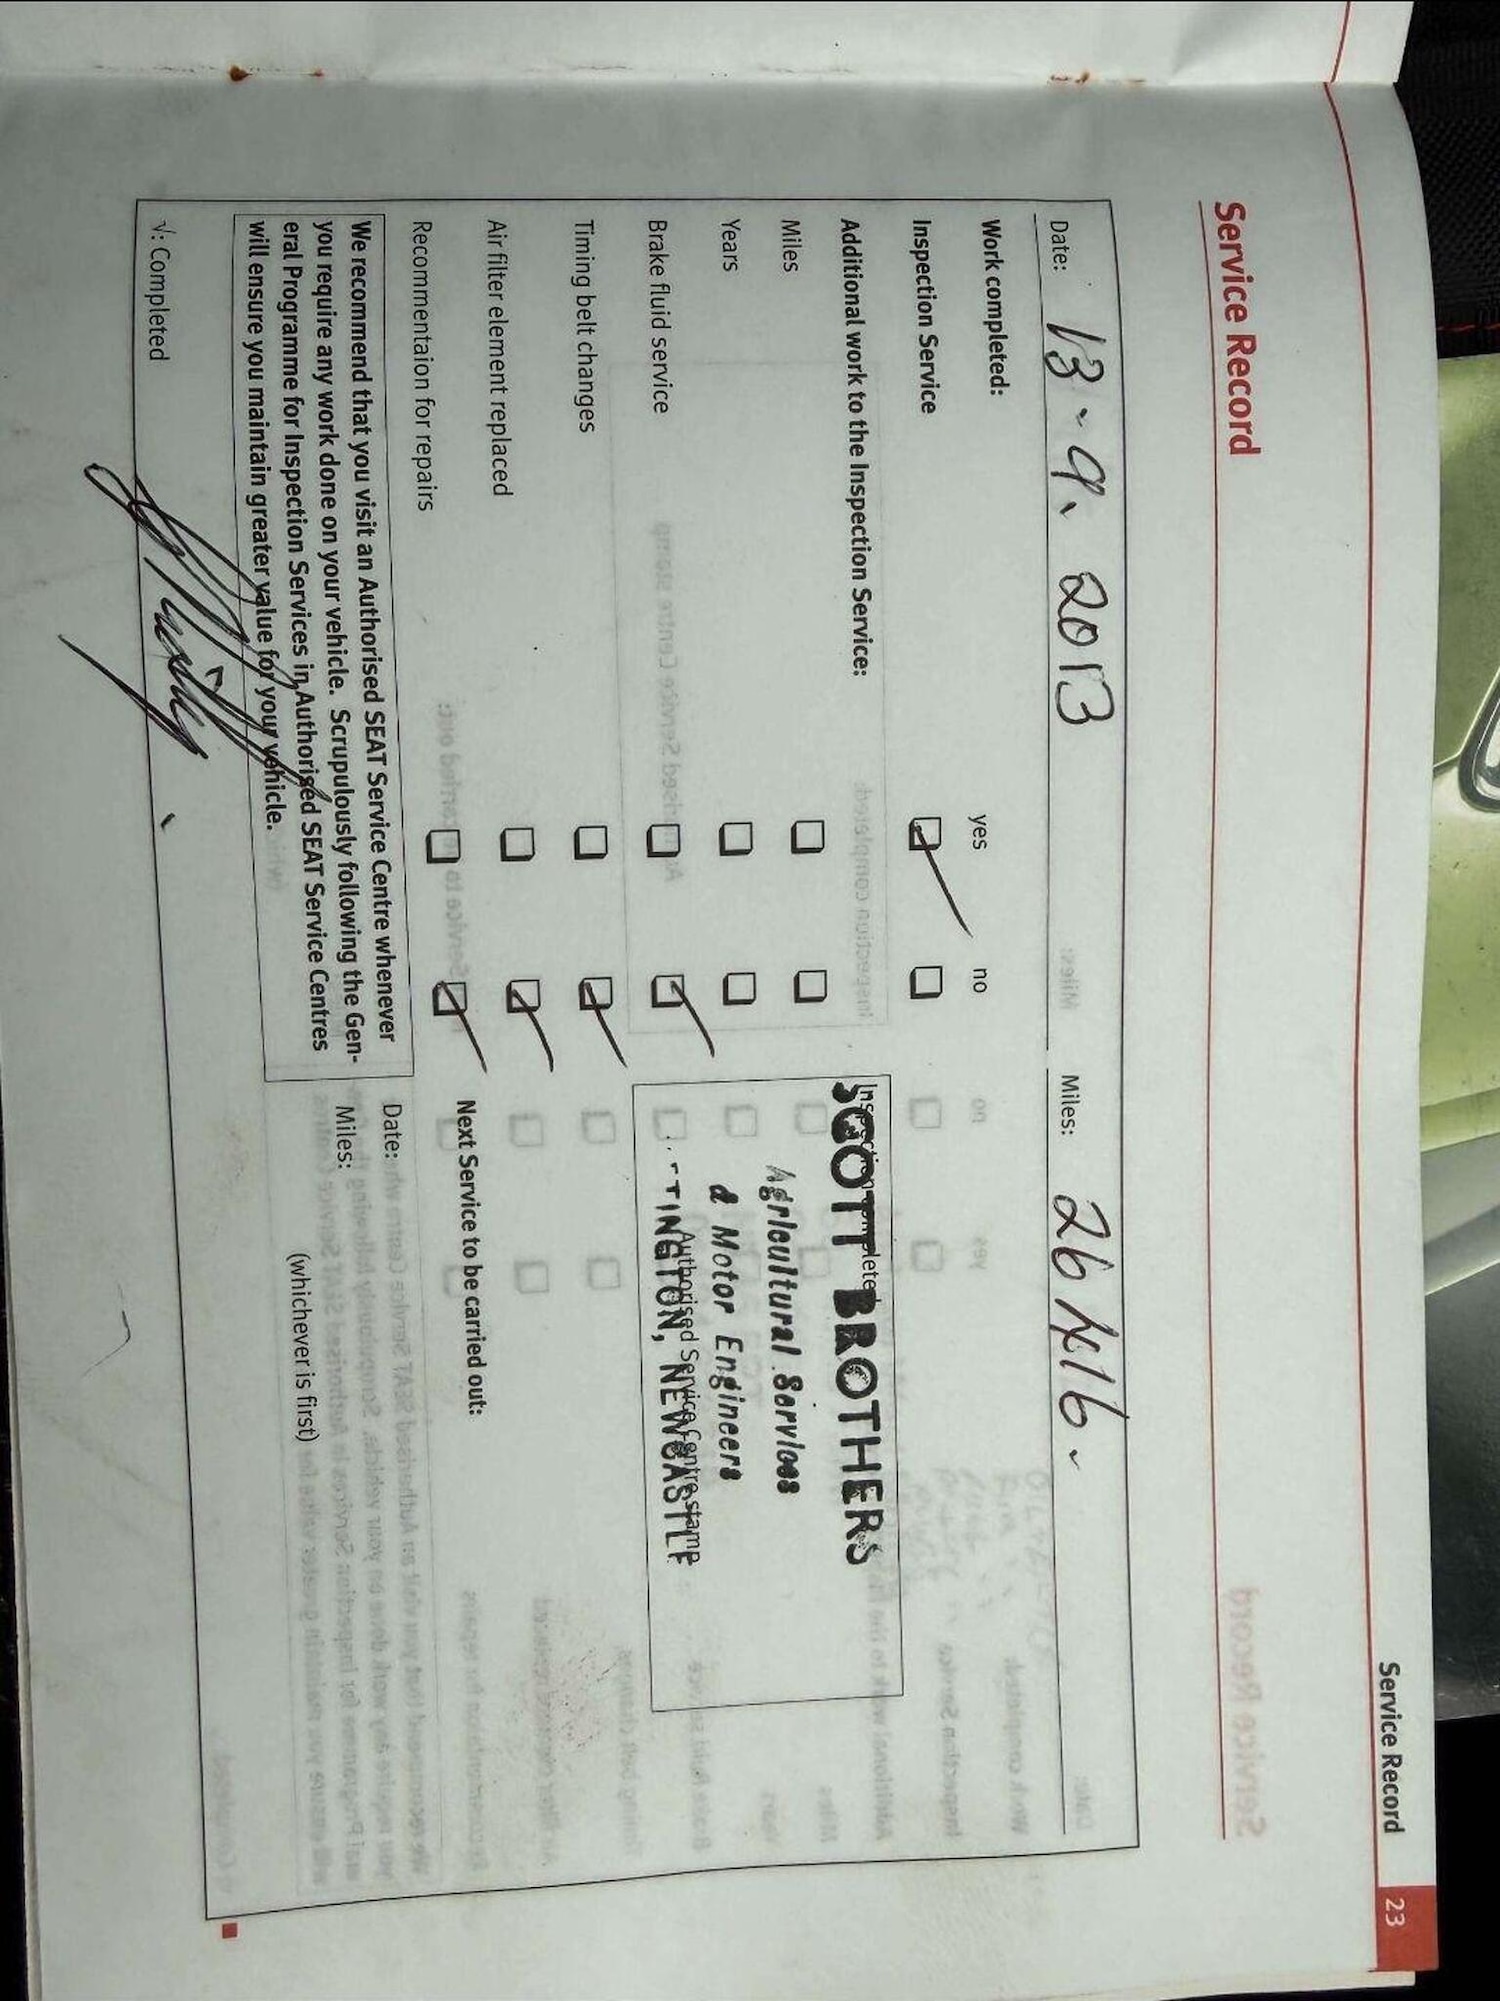 Service Record
23
Service Record
Date: 13.9.2013 Miles: 26416.
Work completed: yes no
Inspection Service
Additional work to the Inspection Service:
Miles
Years
Brake fluid service
Timing belt changes
Air filter element replaced
Recommentaion for repairs
SCOTT BROTHERS
Agricultural Services
& Motor Engineers
Authorised Service Centre stamp
NEWCASTLE
Next Service to be carried out:
Date:
Miles:
(whichever is first)
We recommend that you visit an Authorised SEAT Service Centre whenever
you require any work done on your vehicle. Scrupulously following the Gen-
eral Programme for Inspection Services in Authorised SEAT Service Centres
will ensure you maintain greater value for your vehicle.
√: Completed